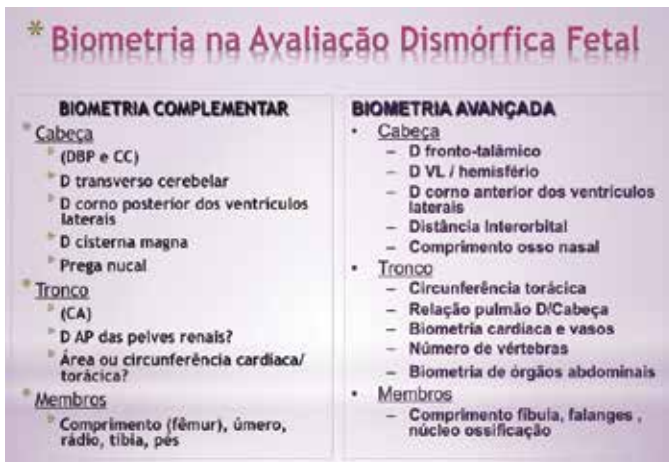 * Biometria na Avaliação Dismórfica Fetal
BIOMETRIA COMPLEMENTAR
* Cabeça
* (DBP e CC)
* D transverso cerebelar
* D corno posterior dos ventrículos
laterais
* D cisterna magna
* Prega nucal
* Tronco
* (CA)
* D AP das pelves renais?
* Área ou circunferência cardíaca/
torácica?
* Membros
* Comprimento (fêmur), úmero,
rádio, tíbia, pés
BIOMETRIA AVANÇADA
• Cabeça
– D fronto-talâmico
– D VL / hemisfério
– D corno anterior dos ventrículos
laterais
– Distância Interorbital
– Comprimento osso nasal
• Tronco
– Circunferência torácica
– Relação pulmão D/Cabeça
– Biometria cardíaca e vasos
– Número de vértebras
– Biometria de órgãos abdominais
• Membros
– Comprimento fíbula, falanges ,
núcleo ossificação